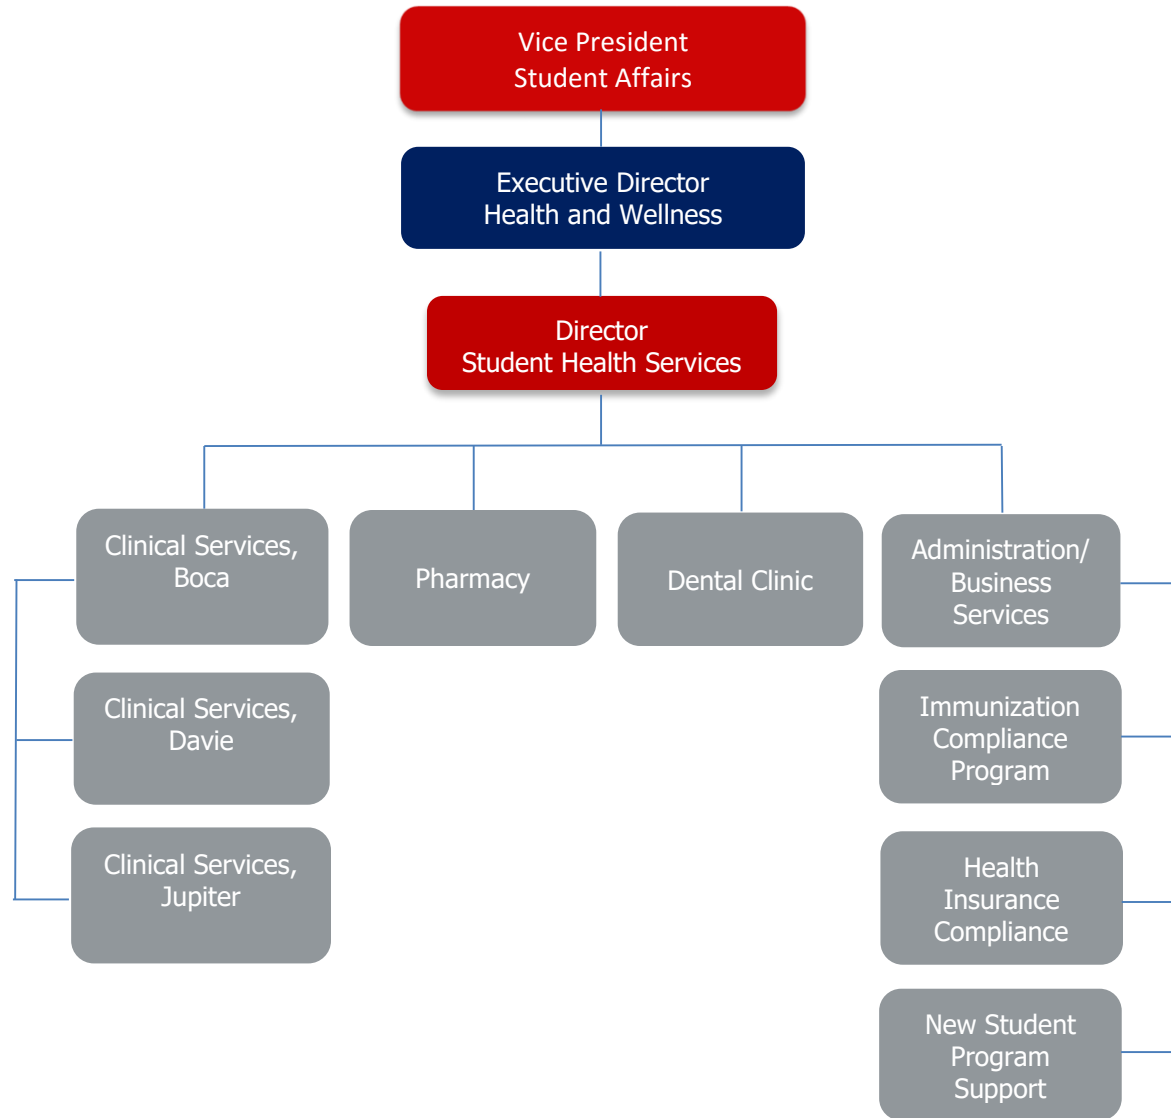 Vice President
Student Affairs
Executive Director
Health and Wellness
Director
Student Health Services
Clinical Services,
Boca
Pharmacy
Dental Clinic
Administration/
Business
Services
Clinical Services,
Davie
Immunization
Compliance
Program
Clinical Services,
Jupiter
Health
Insurance
Compliance
New Student
Program
Support